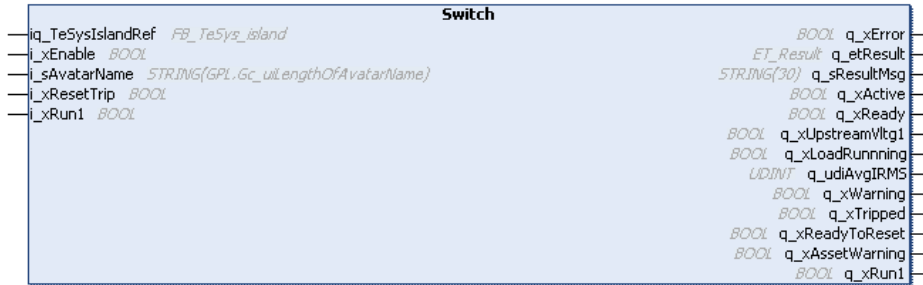 Switch
iq_TeSysIslandRef FB_TeSys_island
i_xEnable BOOL
i_sAvatarName STRING(GPL.Gc_uiLengthOfAvatarName)
i_xResetTrip BOOL
i_xRun1 BOOL
BOOL q_xError
ET_Result q_etResult
STRING(30) q_sResultMsg
BOOL q_xActive
BOOL q_xReady
BOOL q_xUpstreamVltg1
BOOL q_xLoadRunnning
UDINT q_udiAvgIRMS
BOOL q_xWarning
BOOL q_xTripped
BOOL q_xReadyToReset
BOOL q_xAssetWarning
BOOL q_xRun1